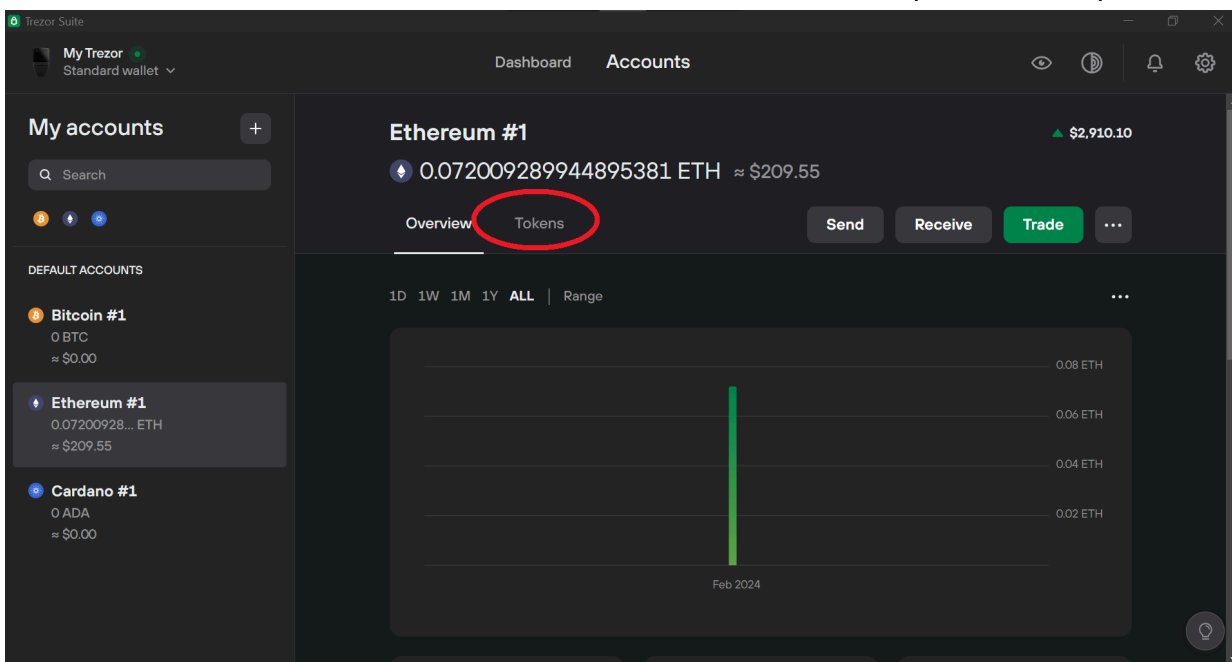 Trezor Suite
My Trezor
Standard wallet
Dashboard Accounts
My accounts
+
Search
DEFAULT ACCOUNTS
Bitcoin #1
0 BTC
≈ $0.00
Ethereum #1
0.07200928... ETH
≈ $209.55
Cardano #1
0 ADA
≈ $0.00
Ethereum #1
$2,910.10
0.072009289944895381 ETH ≈ $209.55
Overview Tokens Send Receive Trade ...
1D 1W 1M 1Y ALL | Range ...
0.08 ETH
0.06 ETH
0.04 ETH
0.02 ETH
Feb 2024